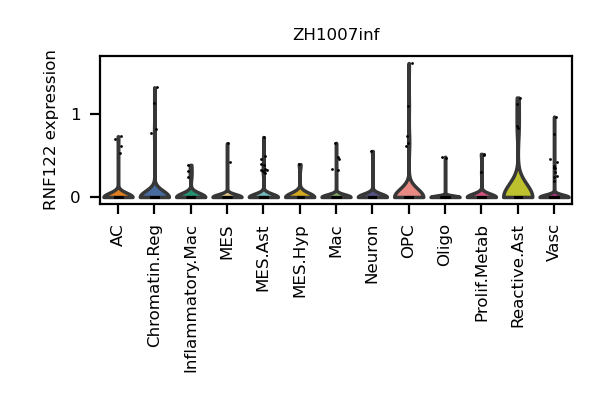 ZH1007inf
RNF122 expression
1
0
AC
Chromatin.Reg
Inflammatory.Mac
MES
MES.Ast
MES.Hyp
Mac
Neuron
OPC
Oligo
Prolif.Metab
Reactive.Ast
Vasc